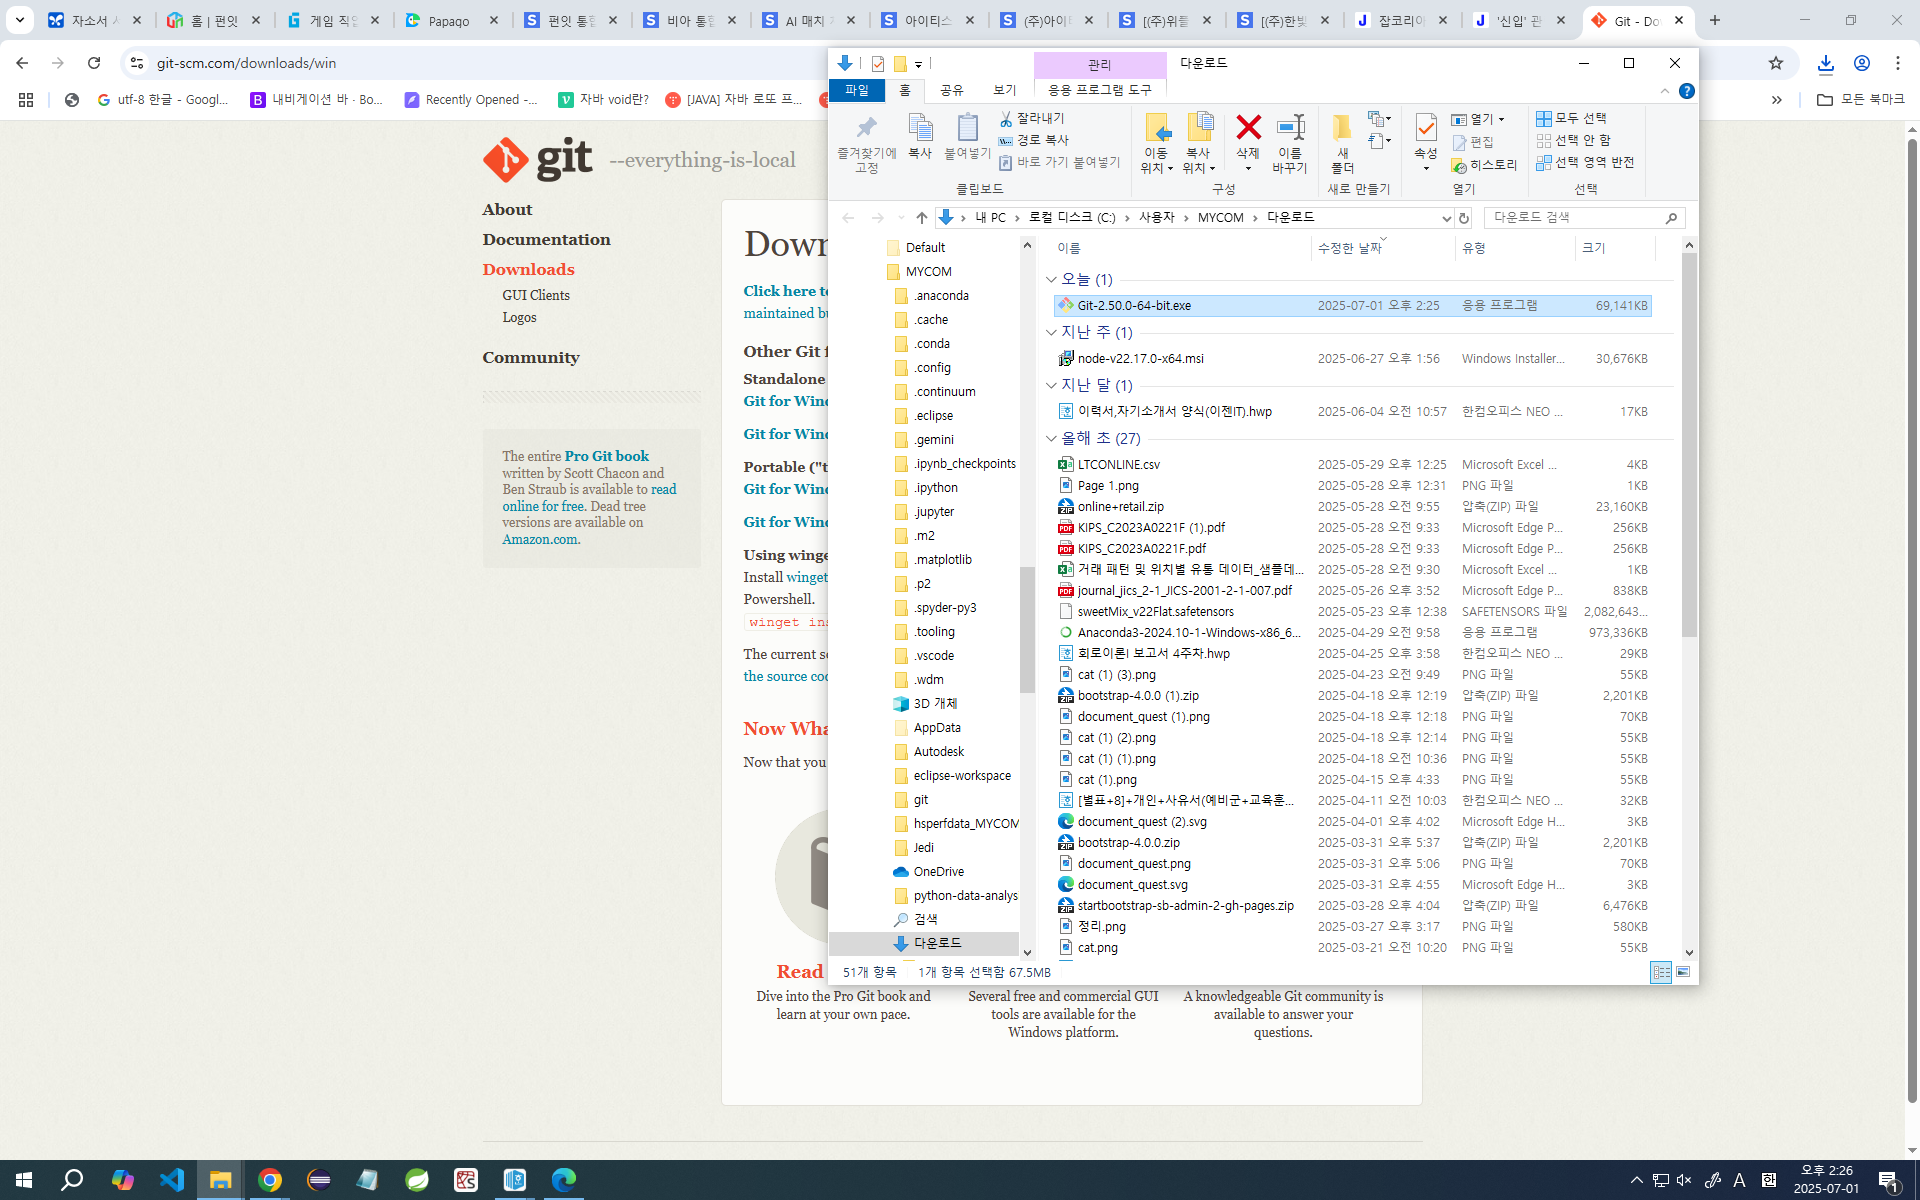 자소서 사
홈 | 펀잇
게임 직업
Papago
펀잇 통합
비아 통합
AI 매치 기
아이티스
(주)아이티
[(주)위들
[(주)한빛
잡코리아
'신입' 관
Git - Dow
git-scm.com/downloads/win
utf-8 한글 - Googl...
내비게이션 바 · Bo...
Recently Opened -...
자바 void란?
[JAVA] 자바 로또 프...
모든 북마크
git --everything-is-local
About
Documentation
Downloads
GUI Clients
Logos
Community
The entire Pro Git book
written by Scott Chacon and
Ben Straub is available to read
online for free. Dead tree
versions are available on
Amazon.com.
Down
Click here to
maintained bu
Other Git f
Standalone
Git for Wind
Git for Wind
Portable ("t
Git for Wind
Git for Wind
Using winge
Install winget
Powershell.
winget ins
The current so
the source cod
Now Wha
Now that you
Read
Dive into the Pro Git book and
learn at your own pace.
Several free and commercial GUI
tools are available for the
Windows platform.
A knowledgeable Git community is
available to answer your
questions.
관리
다운로드
파일
홈
공유
보기
응용 프로그램 도구
즐겨찾기에
고정
복사
붙여넣기
잘라내기
경로 복사
바로 가기 붙여넣기
클립보드
이동
위치
복사
위치
삭제
이름
바꾸기
구성
새
폴더
새로 만들기
속성
열기
편집
히스토리
열기
모두 선택
선택 안 함
선택 영역 반전
선택
내 PC
로컬 디스크 (C:)
사용자
MYCOM
다운로드
다운로드 검색
Default
MYCOM
.anaconda
.cache
.conda
.config
.continuum
.eclipse
.gemini
.ipynb_checkpoints
.ipython
.jupyter
.m2
.matplotlib
.p2
.spyder-py3
.tooling
.vscode
.wdm
3D 개체
AppData
Autodesk
eclipse-workspace
git
hsperfdata_MYCOM
Jedi
OneDrive
python-data-analys
검색
다운로드
이름 수정한 날짜 유형 크기
오늘 (1)
Git-2.50.0-64-bit.exe 2025-07-01 오후 2:25 응용 프로그램 69,141KB
지난 주 (1)
node-v22.17.0-x64.msi 2025-06-27 오후 1:56 Windows Installer... 30,676KB
지난 달 (1)
이력서,자기소개서 양식(이젠IT).hwp 2025-06-04 오전 10:57 한컴오피스 NEO ... 17KB
올해 초 (27)
LTCONLINE.csv 2025-05-29 오후 12:25 Microsoft Excel ... 4KB
Page 1.png 2025-05-28 오후 12:31 PNG 파일 1KB
online+retail.zip 2025-05-28 오전 9:55 압축(ZIP) 파일 23,160KB
KIPS_C2023A0221F (1).pdf 2025-05-28 오전 9:33 Microsoft Edge P... 256KB
KIPS_C2023A0221F.pdf 2025-05-28 오전 9:33 Microsoft Edge P... 256KB
거래 패턴 및 위치별 유통 데이터_샘플데... 2025-05-28 오전 9:30 Microsoft Excel ... 1KB
journal_jics_2-1_JICS-2001-2-1-007.pdf 2025-05-26 오후 3:52 Microsoft Edge P... 838KB
sweetMix_v22Flat.safetensors 2025-05-23 오후 12:38 SAFETENSORS 파일 2,082,643...
Anaconda3-2024.10-1-Windows-x86_6... 2025-04-29 오전 9:58 응용 프로그램 973,336KB
회로이론I 보고서 4주차.hwp 2025-04-25 오후 3:58 한컴오피스 NEO ... 29KB
cat (1) (3).png 2025-04-23 오전 9:49 PNG 파일 55KB
bootstrap-4.0.0 (1).zip 2025-04-18 오후 12:19 압축(ZIP) 파일 2,201KB
document_quest (1).png 2025-04-18 오후 12:18 PNG 파일 70KB
cat (1) (2).png 2025-04-18 오후 12:14 PNG 파일 55KB
cat (1) (1).png 2025-04-18 오전 10:36 PNG 파일 55KB
cat (1).png 2025-04-15 오후 4:33 PNG 파일 55KB
[별표+8]+개인+사유서(예비군+교육훈... 2025-04-11 오전 10:03 한컴오피스 NEO ... 32KB
document_quest (2).svg 2025-04-01 오후 4:02 Microsoft Edge H... 3KB
bootstrap-4.0.0.zip 2025-03-31 오후 5:37 압축(ZIP) 파일 2,201KB
document_quest.png 2025-03-31 오후 5:06 PNG 파일 70KB
document_quest.svg 2025-03-31 오후 4:55 Microsoft Edge H... 3KB
startbootstrap-sb-admin-2-gh-pages.zip 2025-03-28 오후 4:04 압축(ZIP) 파일 6,476KB
정리.png 2025-03-27 오후 3:17 PNG 파일 580KB
cat.png 2025-03-21 오전 10:20 PNG 파일 55KB
51개 항목 1개 항목 선택함 67.5MB
A
한
오후 2:26
2025-07-01
1